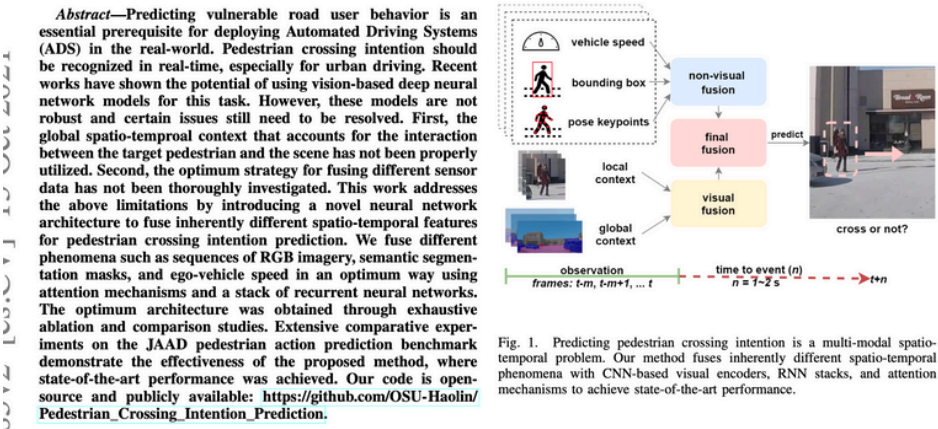 Abstract—Predicting vulnerable road user behavior is an
essential prerequisite for deploying Automated Driving Systems
(ADS) in the real-world. Pedestrian crossing intention should
be recognized in real-time, especially for urban driving. Recent
works have shown the potential of using vision-based deep neural
network models for this task. However, these models are not
robust and certain issues still need to be resolved. First, the
global spatio-temproal context that accounts for the interaction
between the target pedestrian and the scene has not been properly
utilized. Second, the optimum strategy for fusing different sensor
data has not been thoroughly investigated. This work addresses
the above limitations by introducing a novel neural network
architecture to fuse inherently different spatio-temporal features
for pedestrian crossing intention prediction. We fuse different
phenomena such as sequences of RGB imagery, semantic segmen-
tation masks, and ego-vehicle speed in an optimum way using
attention mechanisms and a stack of recurrent neural networks.
The optimum architecture was obtained through exhaustive
ablation and comparison studies. Extensive comparative exper-
iments on the JAAD pedestrian action prediction benchmark
demonstrate the effectiveness of the proposed method, where
state-of-the-art performance was achieved. Our code is open-
source and publicly available: https://github.com/OSU-Haolin/
Pedestrian_Crossing_Intention_Prediction.
vehicle speed
bounding box
pose keypoints
local
context
global
context
non-visual
fusion
final
fusion
visual
fusion
predict
cross or not?
observation
frames: t-m, t-m+1, ... t
time to event (n)
n = 1~2 s
t+n
Fig. 1. Predicting pedestrian crossing intention is a multi-modal spatio-
temporal problem. Our method fuses inherently different spatio-temporal
phenomena with CNN-based visual encoders, RNN stacks, and attention
mechanisms to achieve state-of-the-art performance.